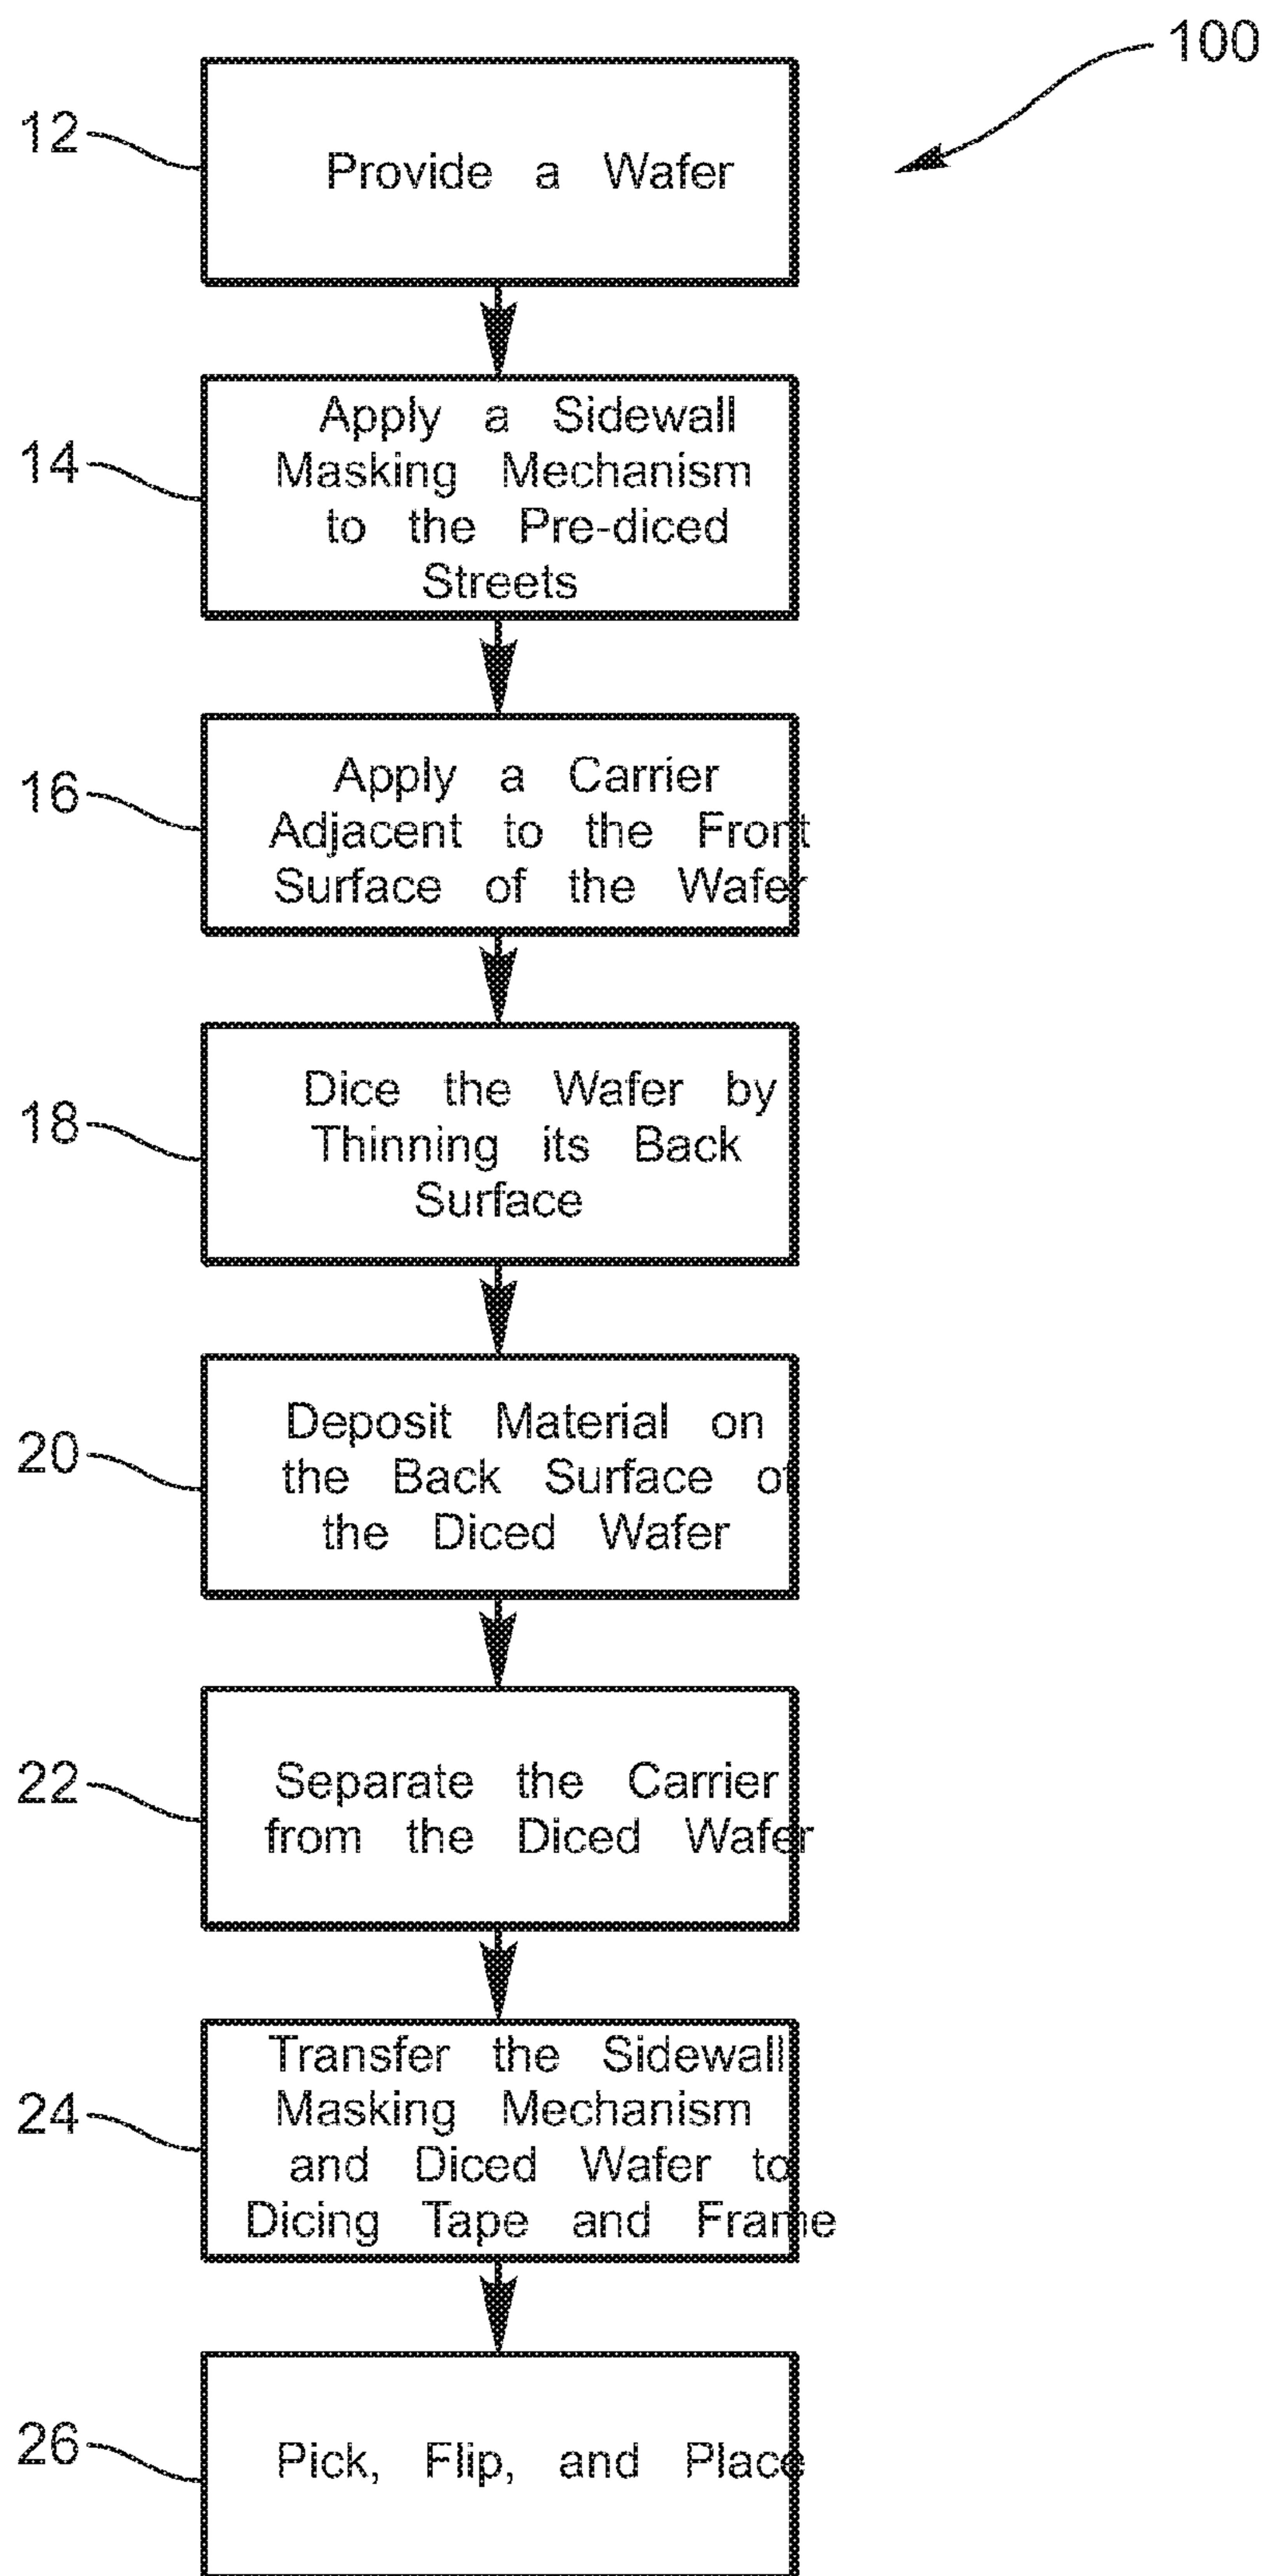 100
12
Provide a Wafer
14
Apply a Sidewall
Masking Mechanism
to the Pre-diced
Streets
16
Apply a Carrier
Adjacent to the Front
Surface of the Wafer
18
Dice the Wafer by
Thinning its Back
Surface
20
Deposit Material on
the Back Surface of
the Diced Wafer
22
Separate the Carrier
from the Diced Wafer
24
Transfer the Sidewall
Masking Mechanism
and Diced Wafer to
Dicing Tape and Frame
26
Pick, Flip, and Place